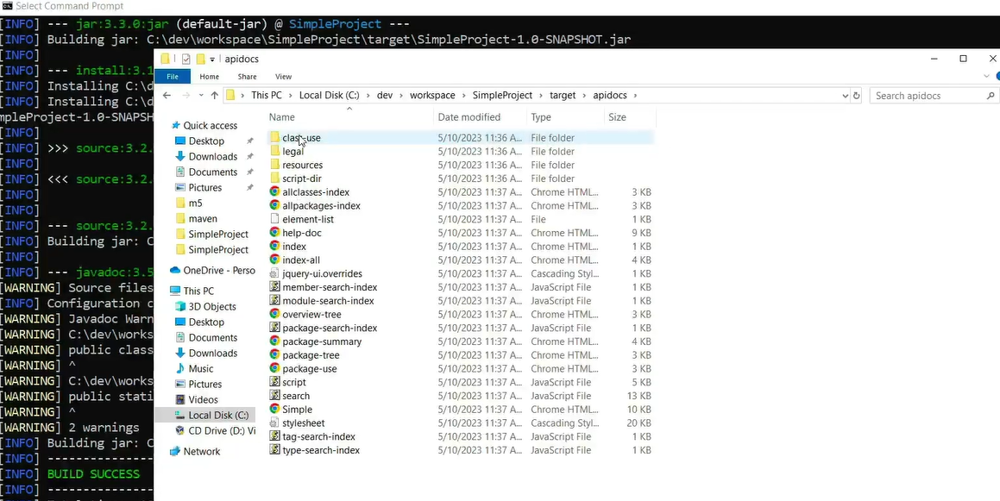 Select Command Prompt
[INFO] --- jar:3.3.0:jar (default-jar) @ SimpleProject ---
[INFO] Building jar: C:\dev\workspace\SimpleProject\target\SimpleProject-1.0-SNAPSHOT.jar
[INFO]
[INFO] --- install:3.1
[INFO] Installing C:\d
[INFO] Installing C:\d
mpleProject-1.0-SNAPSH
[INFO]
[INFO] >>> source:3.2.
[INFO]
[INFO] <<< source:3.2.
[INFO]
[INFO]
[INFO] --- source:3.2.
[INFO] Building jar: C
[INFO]
[INFO] --- javadoc:3.5
[WARNING] Source files
[INFO] Configuration c
[WARNING] Javadoc Warn
[WARNING] C:\dev\works
[WARNING] public class
[WARNING] ^
[WARNING] C:\dev\works
[WARNING] public stati
[WARNING] ^
[WARNING] 2 warnings
[INFO] Building jar: C
[INFO] ---------------
[INFO] BUILD SUCCESS
[INFO] ---------------
apidocs
File Home Share View
This PC > Local Disk (C:) > dev > workspace > SimpleProject > target > apidocs >
Search apidocs
Quick access
Desktop
Downloads
Documents
Pictures
m5
maven
SimpleProject
SimpleProject
OneDrive - Perso
This PC
3D Objects
Desktop
Documents
Downloads
Music
Pictures
Videos
Local Disk (C:)
CD Drive (D:) Vi
Network
Name Date modified Type Size
class-use 5/10/2023 11:36 A... File folder
legal 5/10/2023 11:36 A... File folder
resources 5/10/2023 11:36 A... File folder
script-dir 5/10/2023 11:36 A... File folder
allclasses-index 5/10/2023 11:37 A... Chrome HTML... 3 KB
allpackages-index 5/10/2023 11:37 A... Chrome HTML... 3 KB
element-list 5/10/2023 11:37 A... File 1 KB
help-doc 5/10/2023 11:37 A... Chrome HTML... 9 KB
index 5/10/2023 11:37 A... Chrome HTML... 1 KB
index-all 5/10/2023 11:37 A... Chrome HTML... 4 KB
jquery-ui.overrides 5/10/2023 11:37 A... Cascading Styl... 1 KB
member-search-index 5/10/2023 11:37 A... JavaScript File 1 KB
module-search-index 5/10/2023 11:37 A... JavaScript File 1 KB
overview-tree 5/10/2023 11:37 A... Chrome HTML... 3 KB
package-search-index 5/10/2023 11:37 A... JavaScript File 1 KB
package-summary 5/10/2023 11:37 A... Chrome HTML... 4 KB
package-tree 5/10/2023 11:37 A... Chrome HTML... 3 KB
package-use 5/10/2023 11:37 A... Chrome HTML... 3 KB
script 5/10/2023 11:37 A... JavaScript File 5 KB
search 5/10/2023 11:37 A... JavaScript File 13 KB
Simple 5/10/2023 11:37 A... Chrome HTML... 10 KB
stylesheet 5/10/2023 11:37 A... Cascading Styl... 20 KB
tag-search-index 5/10/2023 11:37 A... JavaScript File 1 KB
type-search-index 5/10/2023 11:37 A... JavaScript File 1 KB